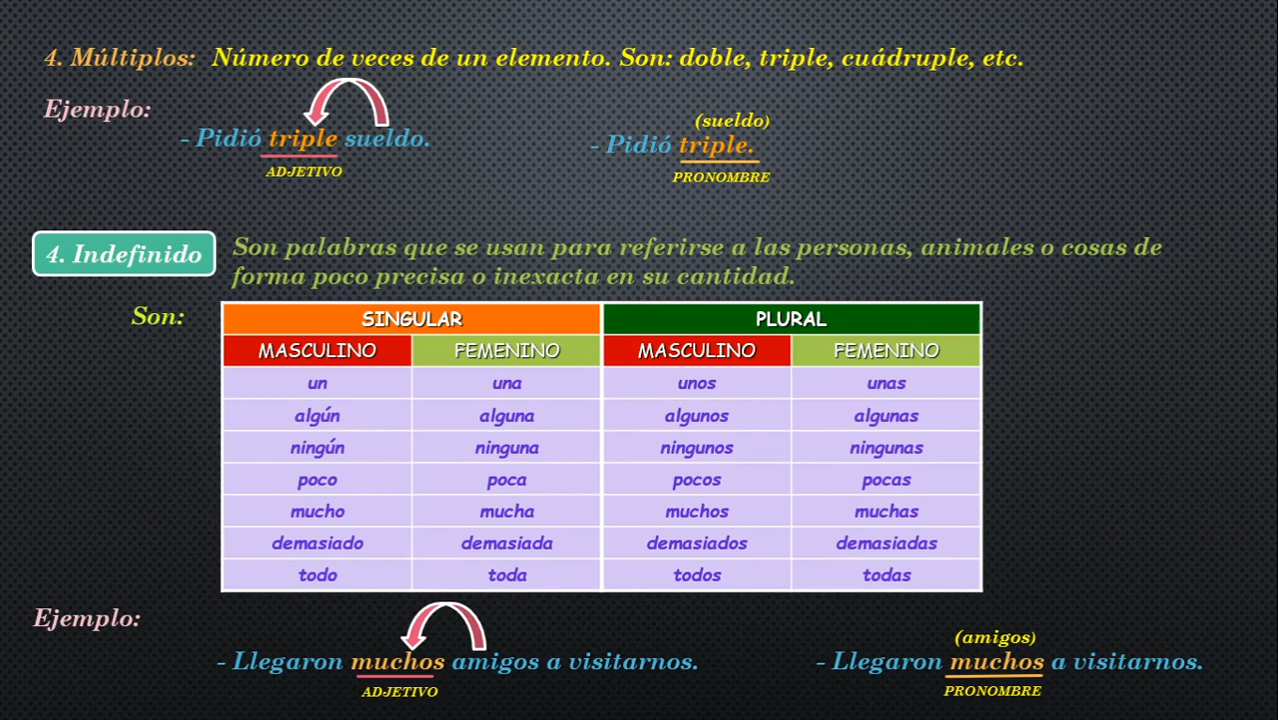 4. Múltiplos: Número de veces de un elemento. Son: doble, triple, cuádruple, etc.
Ejemplo:
- Pidió triple sueldo.
ADJETIVO
(sueldo)
- Pidió triple.
PRONOMBRE
4. Indefinido
Son palabras que se usan para referirse a las personas, animales o cosas de
forma poco precisa o inexacta en su cantidad.
Son:
SINGULAR PLURAL
MASCULINO FEMENINO MASCULINO FEMENINO
un una unos unas
algún alguna algunos algunas
ningún ninguna ningunos ningunas
poco poca pocos pocas
mucho mucha muchos muchas
demasiado demasiada demasiados demasiadas
todo toda todos todas
Ejemplo:
- Llegaron muchos amigos a visitarnos.
ADJETIVO
(amigos)
- Llegaron muchos a visitarnos.
PRONOMBRE